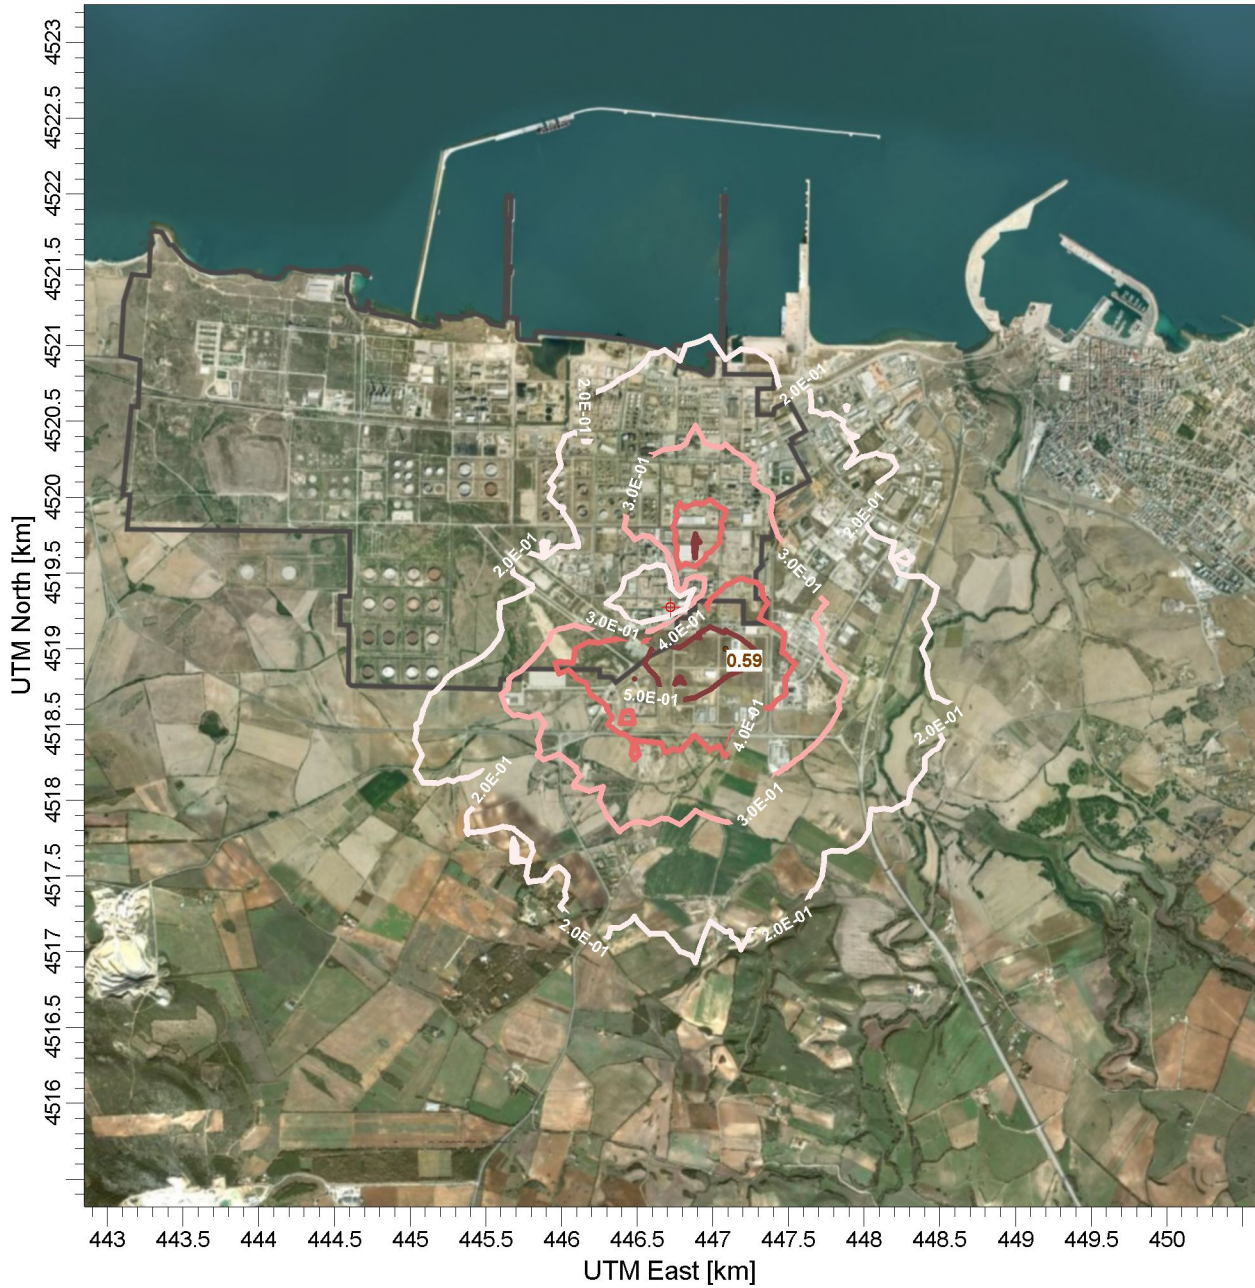 UTM North [km]
4523
4522.5
4522
4521.5
4521
4520.5
4520
4519.5
4519
4518.5
4518
4517.5
4517
4516.5
4516
2.0E-01
2.0E-01
3.0E-01
2.0E-01
2.0E-01
3.0E-01
3.0E-01
4.0E-01
0.59
5.0E-01
4.0E-01
2.0E-01
2.0E-01
3.0E-01
2.0E-01
2.0E-01
443 443.5 444 444.5 445 445.5 446 446.5 447 447.5 448 448.5 449 449.5 450
UTM East [km]